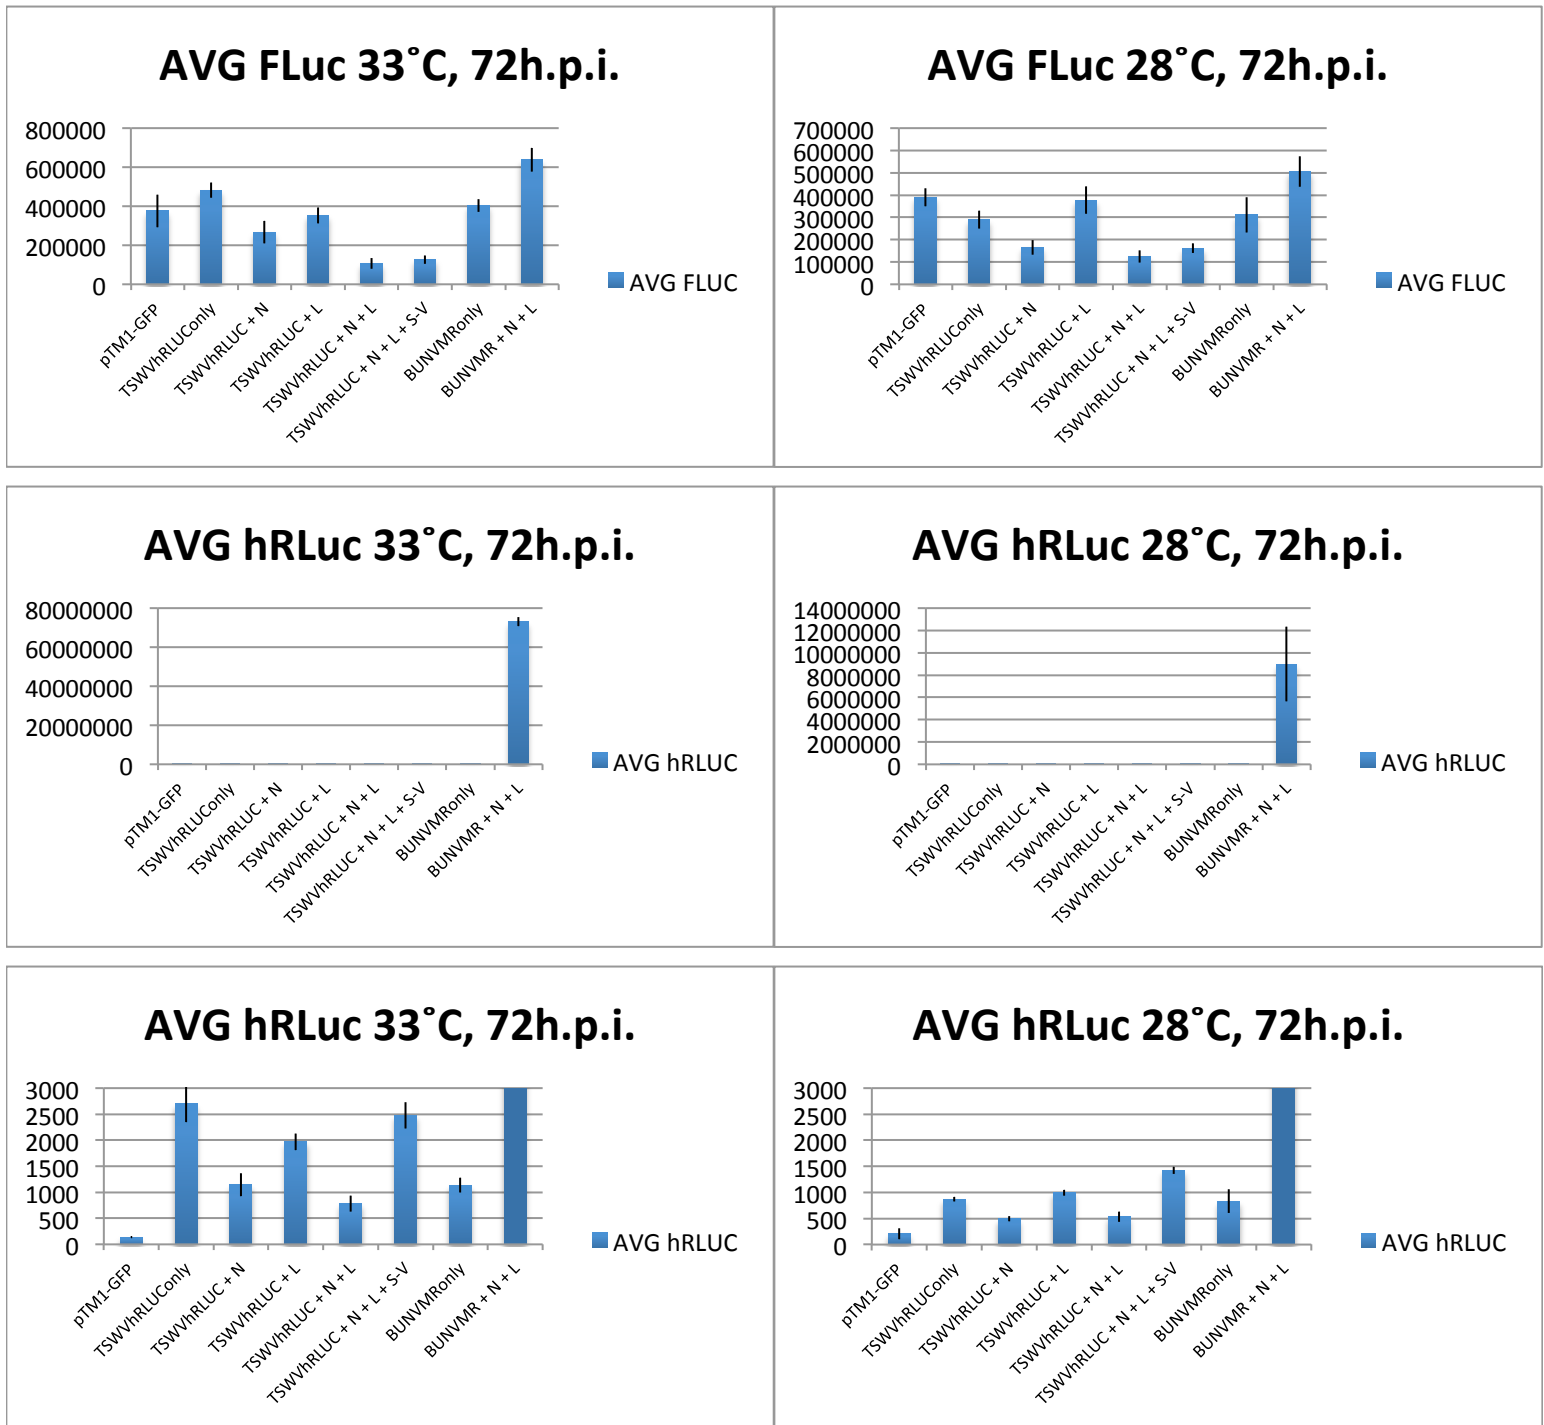 AVG FLuc 33˚C, 72h.p.i.
800000
600000
400000
200000
0
pTM1-GFP
TSWVhRLUConly
TSWVhRLUC + N
TSWVhRLUC + L
TSWVhRLUC + N + L
TSWVhRLUC + N + L + S-V
BUNVMRonly
BUNVMR + N + L
AVG FLUC
AVG FLuc 28˚C, 72h.p.i.
700000
600000
500000
400000
300000
200000
100000
0
pTM1-GFP
TSWVhRLUConly
TSWVhRLUC + N
TSWVhRLUC + L
TSWVhRLUC + N + L
TSWVhRLUC + N + L + S-V
BUNVMRonly
BUNVMR + N + L
AVG FLUC
AVG hRLuc 33˚C, 72h.p.i.
80000000
60000000
40000000
20000000
0
pTM1-GFP
TSWVhRLUConly
TSWVhRLUC + N
TSWVhRLUC + L
TSWVhRLUC + N + L
TSWVhRLUC + N + L + S-V
BUNVMRonly
BUNVMR + N + L
AVG hRLUC
AVG hRLuc 28˚C, 72h.p.i.
14000000
12000000
10000000
8000000
6000000
4000000
2000000
0
pTM1-GFP
TSWVhRLUConly
TSWVhRLUC + N
TSWVhRLUC + L
TSWVhRLUC + N + L
TSWVhRLUC + N + L + S-V
BUNVMRonly
BUNVMR + N + L
AVG hRLUC
AVG hRLuc 33˚C, 72h.p.i.
3000
2500
2000
1500
1000
500
0
pTM1-GFP
TSWVhRLUConly
TSWVhRLUC + N
TSWVhRLUC + L
TSWVhRLUC + N + L
TSWVhRLUC + N + L + S-V
BUNVMRonly
BUNVMR + N + L
AVG hRLUC
AVG hRLuc 28˚C, 72h.p.i.
3000
2500
2000
1500
1000
500
0
pTM1-GFP
TSWVhRLUConly
TSWVhRLUC + N
TSWVhRLUC + L
TSWVhRLUC + N + L
TSWVhRLUC + N + L + S-V
BUNVMRonly
BUNVMR + N + L
AVG hRLUC